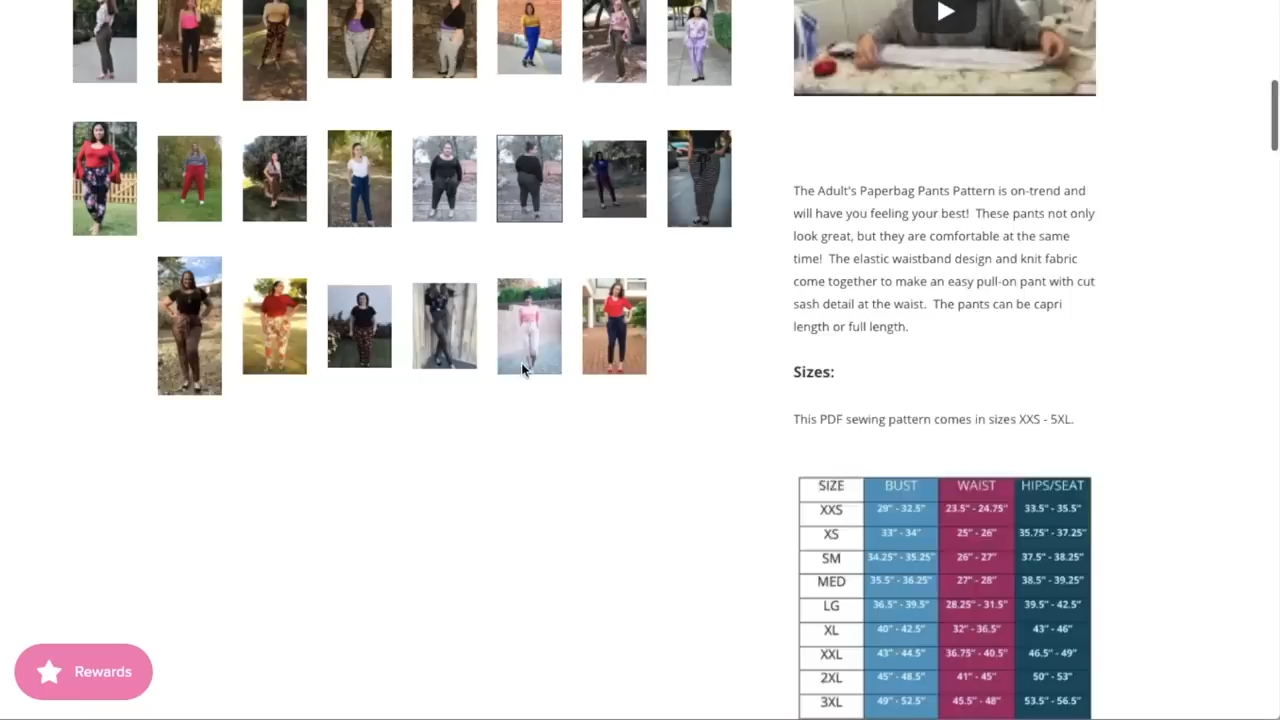 The Adult's Paperbag Pants Pattern is on-trend and
will have you feeling your best!  These pants not only
look great, but they are comfortable at the same
time!  The elastic waistband design and knit fabric
come together to make an easy pull-on pant with cut
sash detail at the waist.  The pants can be capri
length or full length.
Sizes:
This PDF sewing pattern comes in sizes XXS - 5XL.
SIZE BUST WAIST HIPS/SEAT
XXS 29" - 32.5" 23.5" - 24.75" 33.5" - 35.5"
XS 33" - 34" 25" - 26" 35.75" - 37.25"
SM 34.25" - 35.25" 26" - 27" 37.5" - 38.25"
MED 35.5" - 36.25" 27" - 28" 38.5" - 39.25"
LG 36.5" - 39.5" 28.25" - 31.5" 39.5" - 42.5"
XL 40" - 42.5" 32" - 36.5" 43" - 46"
XXL 43" - 44.5" 36.75" - 40.5" 46.5" - 49"
2XL 45" - 48.5" 41" - 45" 50" - 53"
3XL 49" - 52.5" 45.5" - 48" 53.5" - 56.5"
Rewards